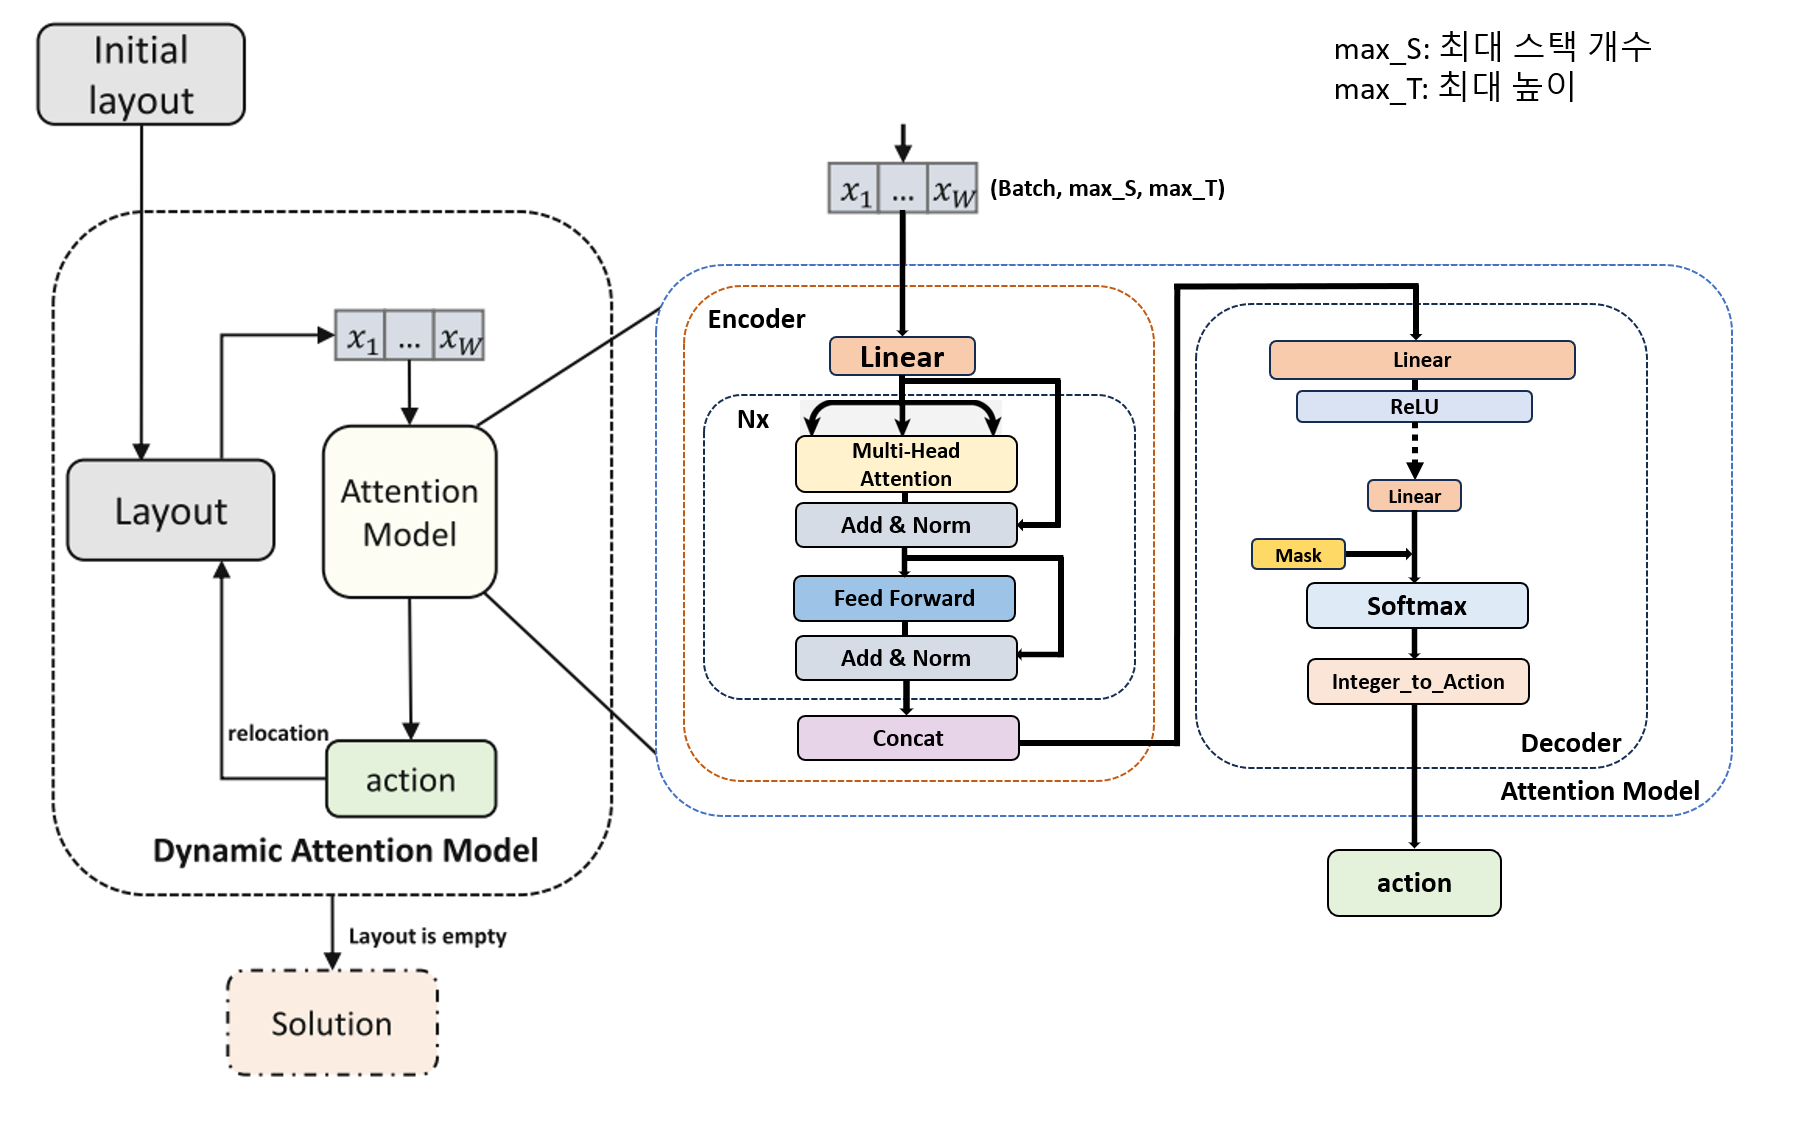 Initial
layout
max_S: 최대 스택 개수
max_T: 최대 높이
x₁ ... x_W (Batch, max_S, max_T)
x₁ ... x_W
Layout
Attention
Model
relocation
action
Dynamic Attention Model
Layout is empty
Solution
Encoder
Linear
Nx
Multi-Head
Attention
Add & Norm
Feed Forward
Add & Norm
Concat
Linear
ReLU
Linear
Mask
Softmax
Integer_to_Action
Decoder
Attention Model
action